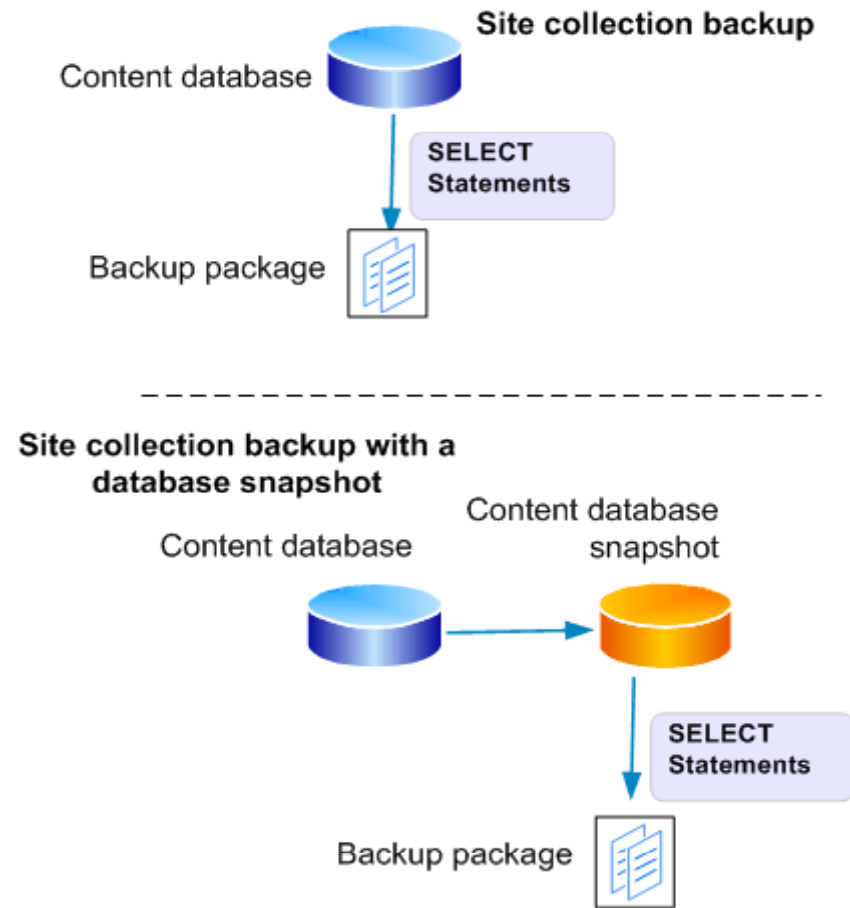 Site collection backup
Content database
SELECT
Statements
Backup package
Site collection backup with a
database snapshot
Content database
snapshot
Content database
SELECT
Statements
Backup package